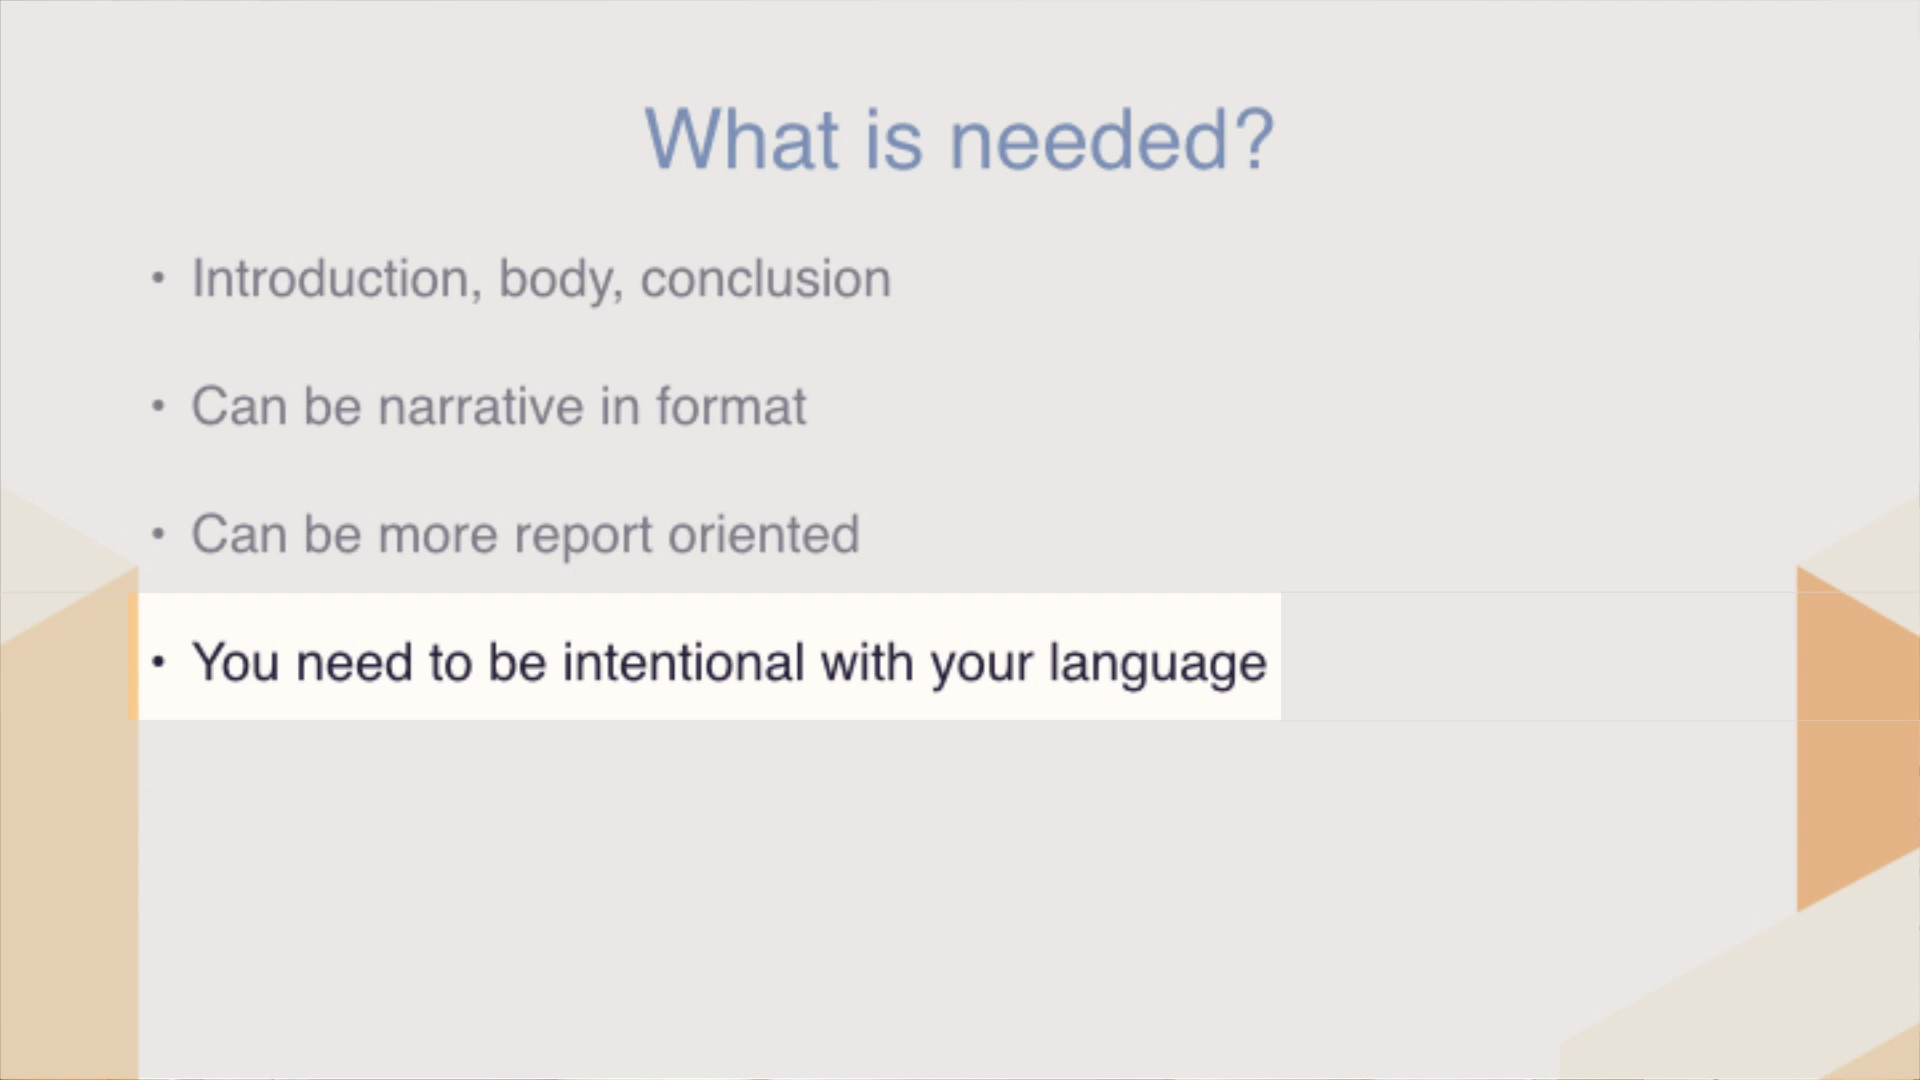 What is needed?
• Introduction, body, conclusion
• Can be narrative in format
• Can be more report oriented
• You need to be intentional with your language